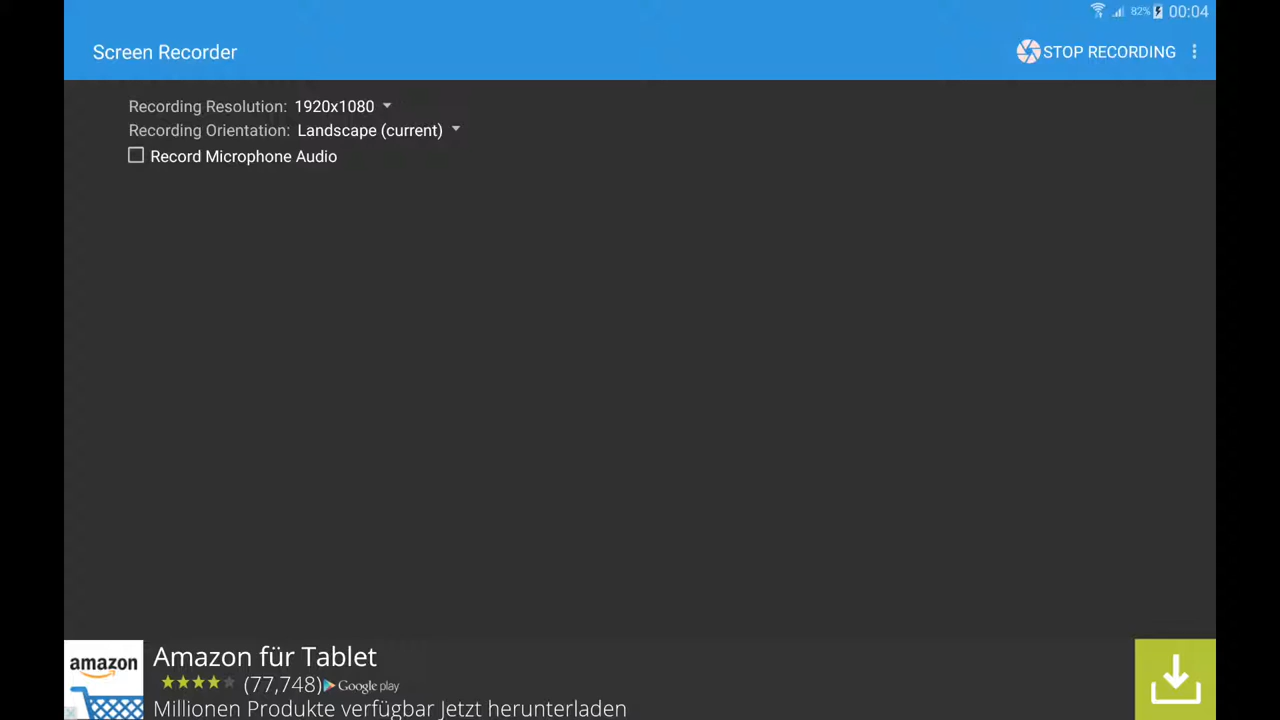 82% 00:04
Screen Recorder
STOP RECORDING
Recording Resolution: 1920x1080
Recording Orientation: Landscape (current)
Record Microphone Audio
amazon
Amazon für Tablet
(77,748) Google play
Millionen Produkte verfügbar Jetzt herunterladen